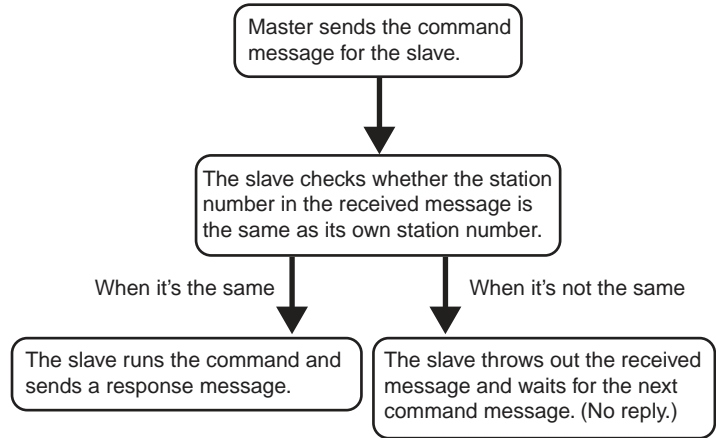 Master sends the command
message for the slave.
The slave checks whether the station
number in the received message is
the same as its own station number.
When it's the same
When it's not the same
The slave runs the command and
sends a response message.
The slave throws out the received
message and waits for the next
command message. (No reply.)